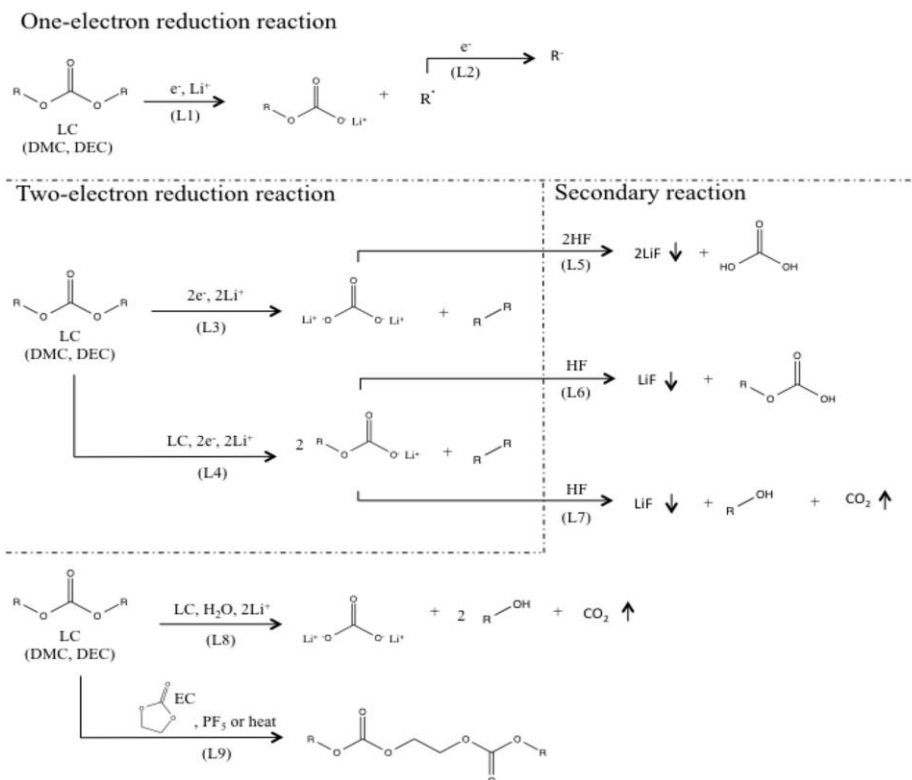 One-electron reduction reaction
O
R O O R
LC
(DMC, DEC)
e⁻, Li⁺
(L1)
O
R O O⁻ Li⁺
+
R˙
e⁻
(L2)
R⁻
Two-electron reduction reaction
Secondary reaction
O
R O O R
LC
(DMC, DEC)
2e⁻, 2Li⁺
(L3)
O
Li⁺ ⁻O O⁻ Li⁺
+
R R
2HF
(L5)
2LiF ↓ +
O
HO OH
LC, 2e⁻, 2Li⁺
(L4)
2
O
R O O⁻ Li⁺
+
R R
HF
(L6)
LiF ↓ +
O
R O OH
HF
(L7)
LiF ↓ + R OH + CO₂ ↑
O
R O O R
LC
(DMC, DEC)
LC, H₂O, 2Li⁺
(L8)
O
Li⁺ ⁻O O⁻ Li⁺
+ 2 R OH + CO₂ ↑
O
O O
EC
, PF₅ or heat
(L9)
O
R O O O O R
O